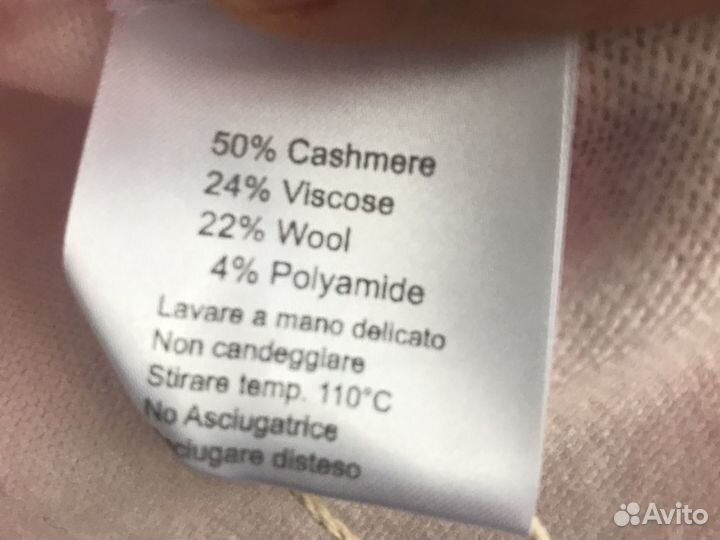 50% Cashmere
24% Viscose
22% Wool
4% Polyamide
Lavare a mano delicato
Non candeggiare
Stirare temp. 110°C
No Asciugatrice
disteso
Avito